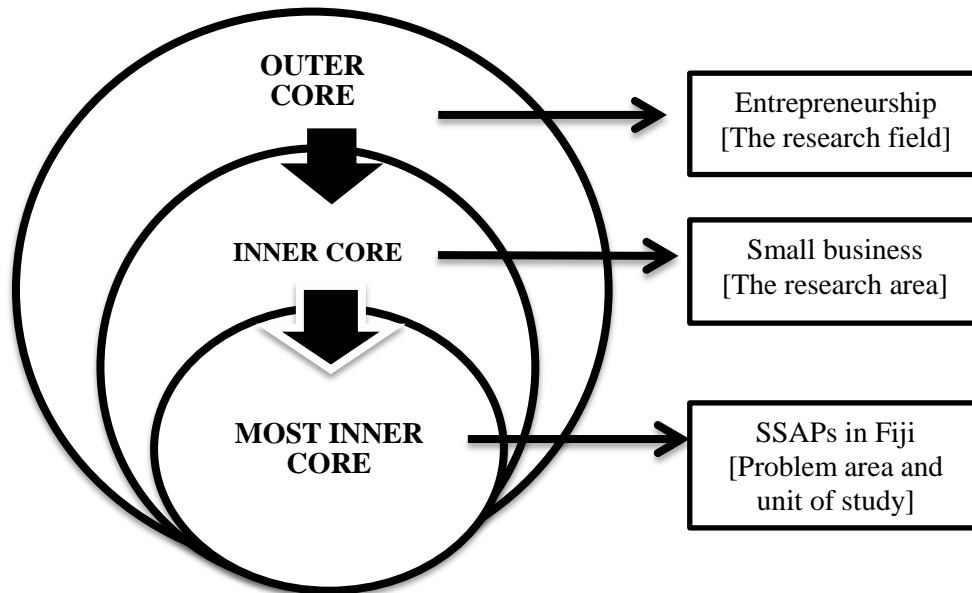 OUTER
CORE
Entrepreneurship
[The research field]
INNER CORE
Small business
[The research area]
MOST INNER
CORE
SSAPs in Fiji
[Problem area and
unit of study]